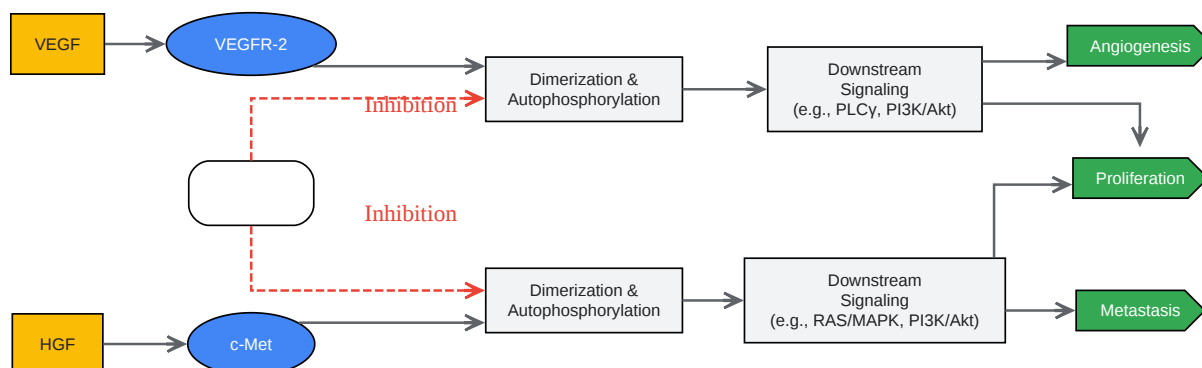 VEGF
VEGFR-2
Dimerization &
Autophosphorylation
Downstream
Signaling
(e.g., PLCγ, PI3K/Akt)
Angiogenesis
Inhibition
Proliferation
Inhibition
HGF
c-Met
Dimerization &
Autophosphorylation
Downstream
Signaling
(e.g., RAS/MAPK, PI3K/Akt)
Metastasis